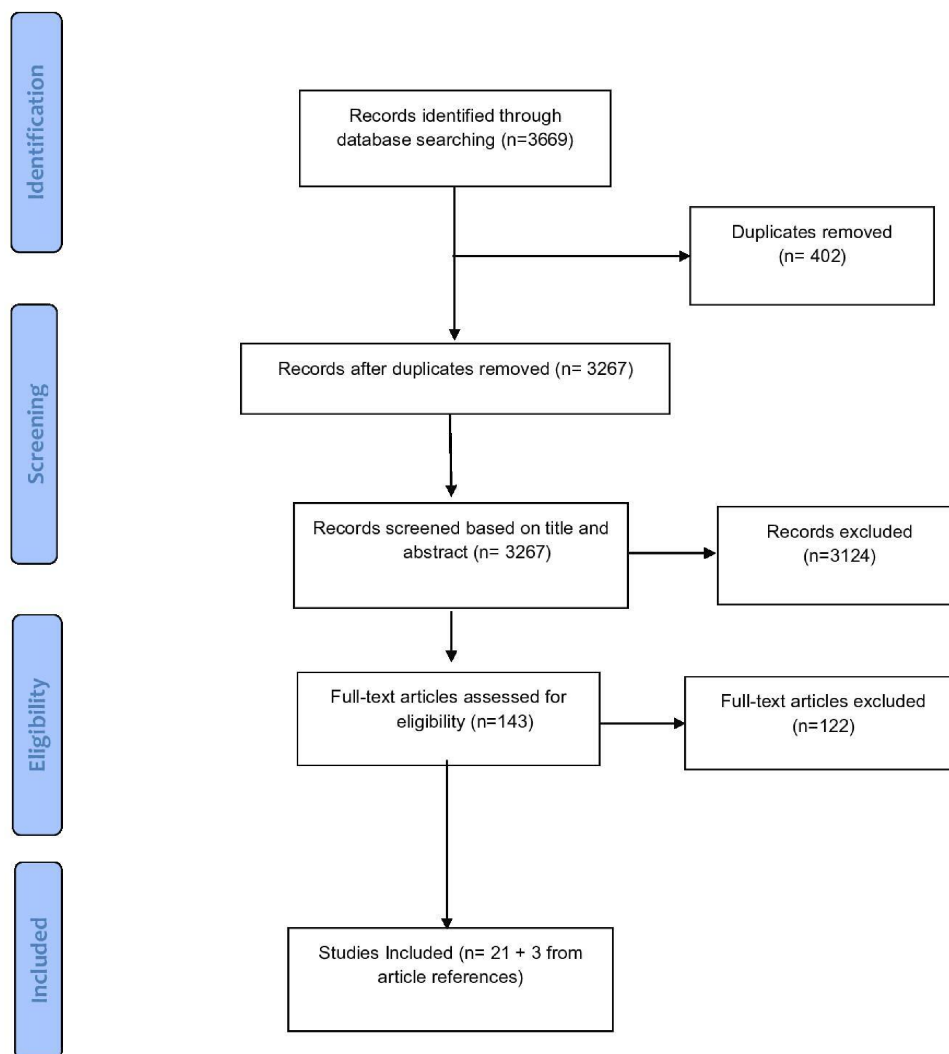 Identification
Records identified through
database searching (n=3669)
Duplicates removed
(n= 402)
Screening
Records after duplicates removed (n= 3267)
Records screened based on title and
abstract (n= 3267)
Records excluded
(n=3124)
Eligibility
Full-text articles assessed for
eligibility (n=143)
Full-text articles excluded
(n=122)
Included
Studies Included (n= 21 + 3 from
article references)